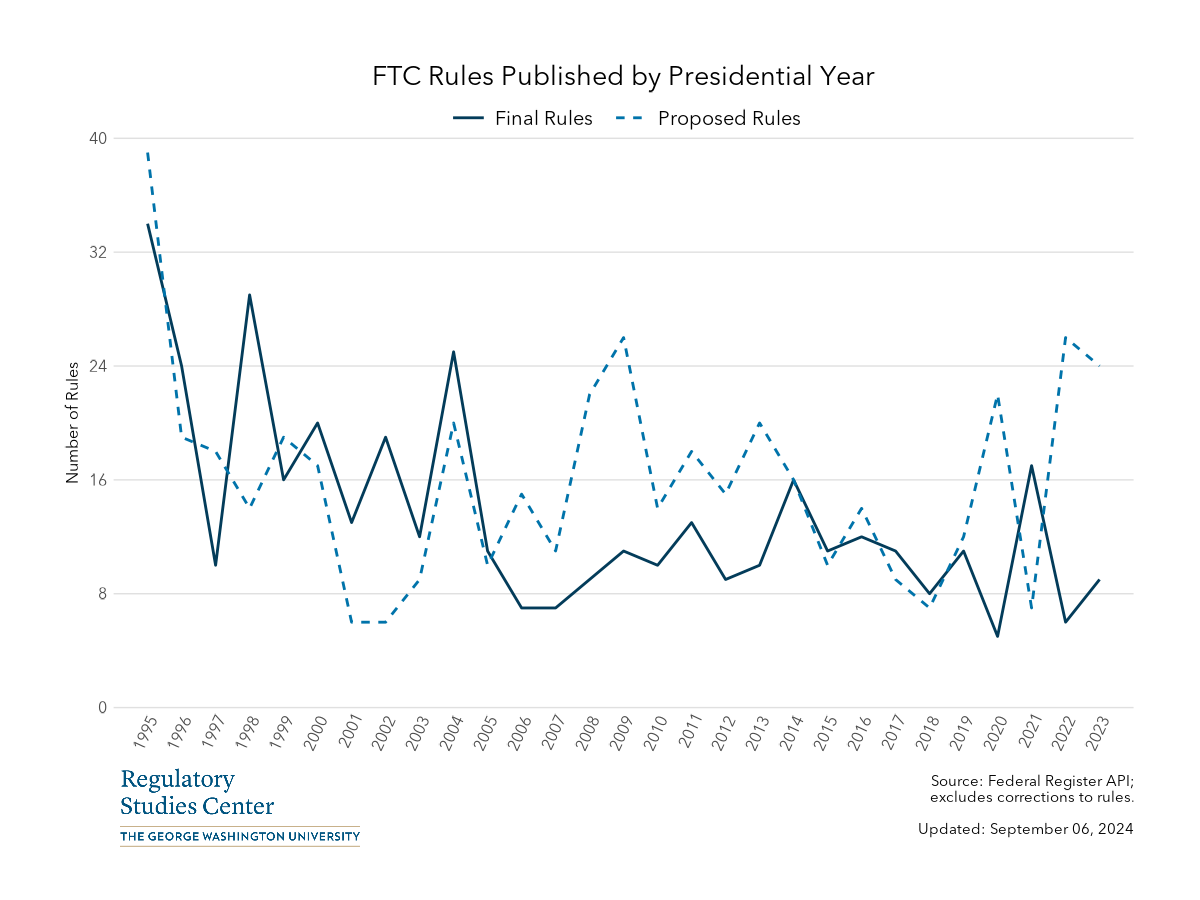 FTC Rules Published by Presidential Year
Final Rules Proposed Rules
Number of Rules
40
32
24
16
8
0
1995 1996 1997 1998 1999 2000 2001 2002 2003 2004 2005 2006 2007 2008 2009 2010 2011 2012 2013 2014 2015 2016 2017 2018 2019 2020 2021 2022 2023
Regulatory
Studies Center
THE GEORGE WASHINGTON UNIVERSITY
Source: Federal Register API;
excludes corrections to rules.
Updated: September 06, 2024